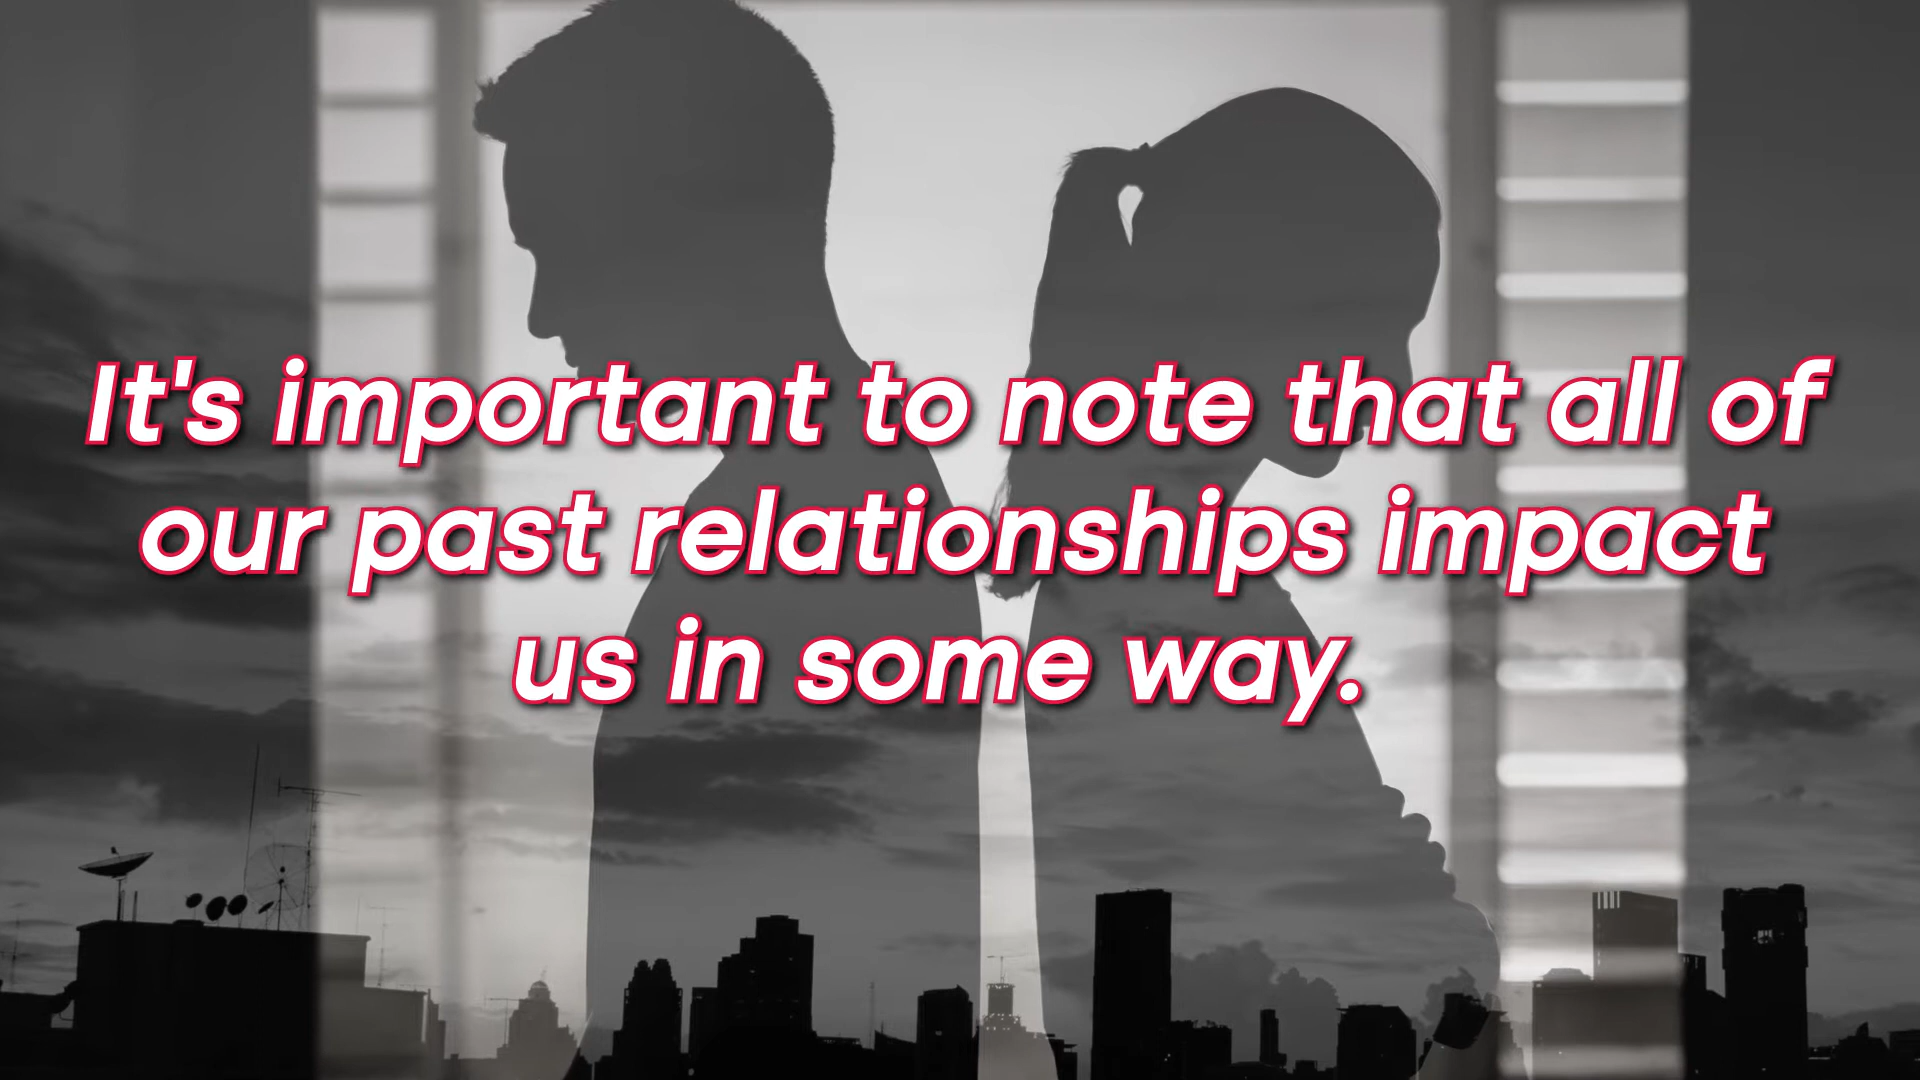 It's important to note that all of
our past relationships impact
us in some way.